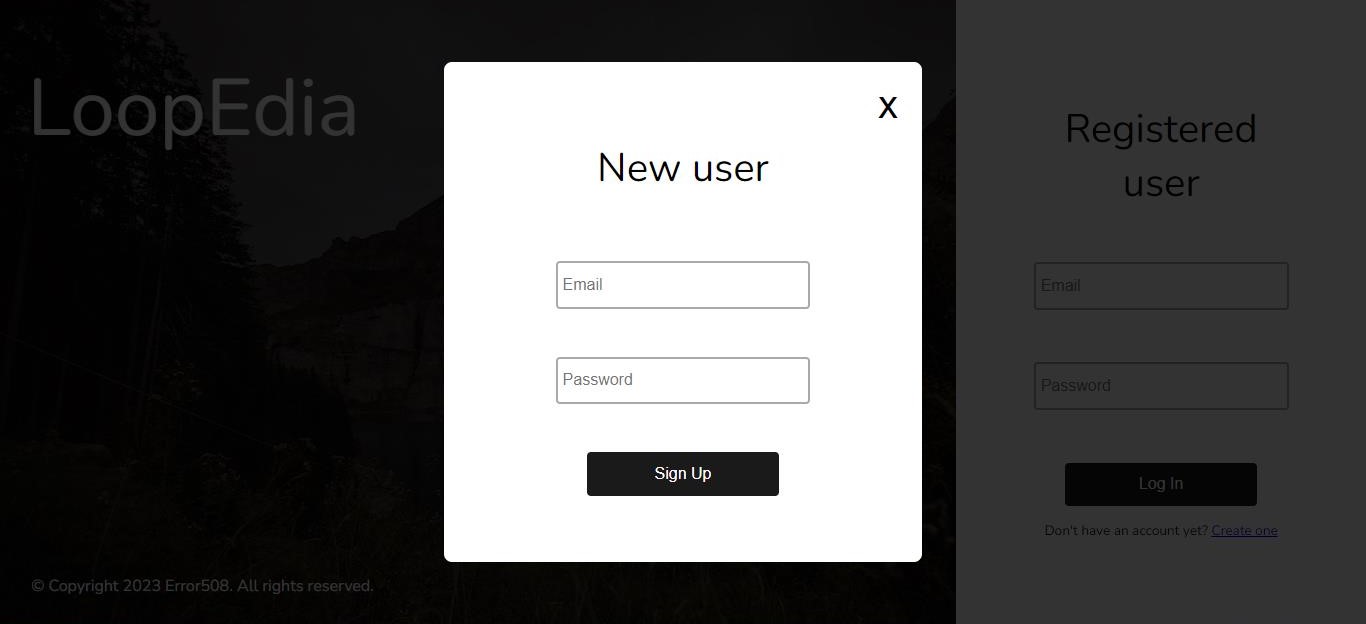 LoopEdia
© Copyright 2023 Error508. All rights reserved.
X
New user
Email
Password
Sign Up
Registered
user
Email
Password
Log In
Don't have an account yet? Create one